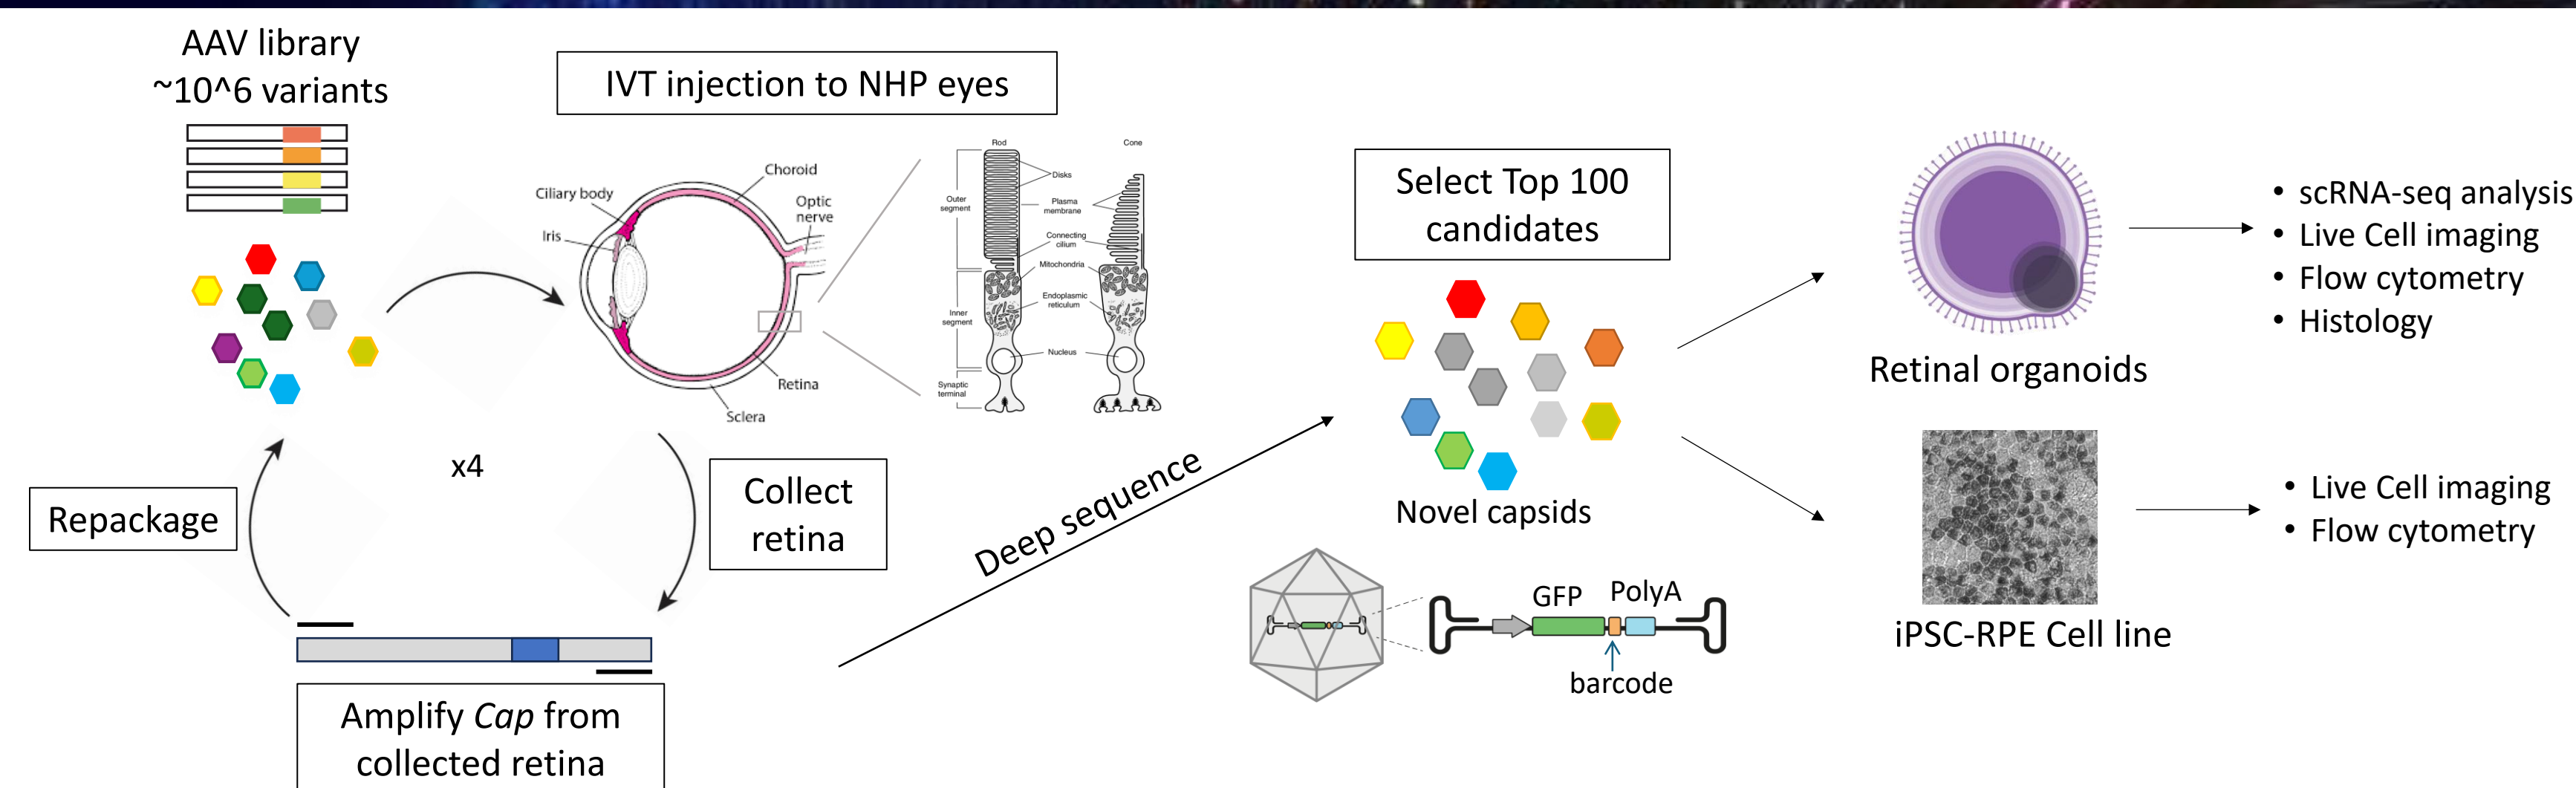 AAV library
~10^6 variants
IVT injection to NHP eyes
Choroid
Ciliary body
Optic
nerve
Iris
Retina
Sclera
Rod
Cone
Disks
Outer
segment
Plasma
membrane
Connecting
cilium
Mitochondria
Endoplasmic
reticulum
Inner
segment
Nucleus
Synaptic
terminal
x4
Repackage
Collect
retina
Amplify Cap from
collected retina
Deep sequence
Select Top 100
candidates
Novel capsids
GFP
PolyA
barcode
Retinal organoids
• scRNA-seq analysis
• Live Cell imaging
• Flow cytometry
• Histology
iPSC-RPE Cell line
• Live Cell imaging
• Flow cytometry